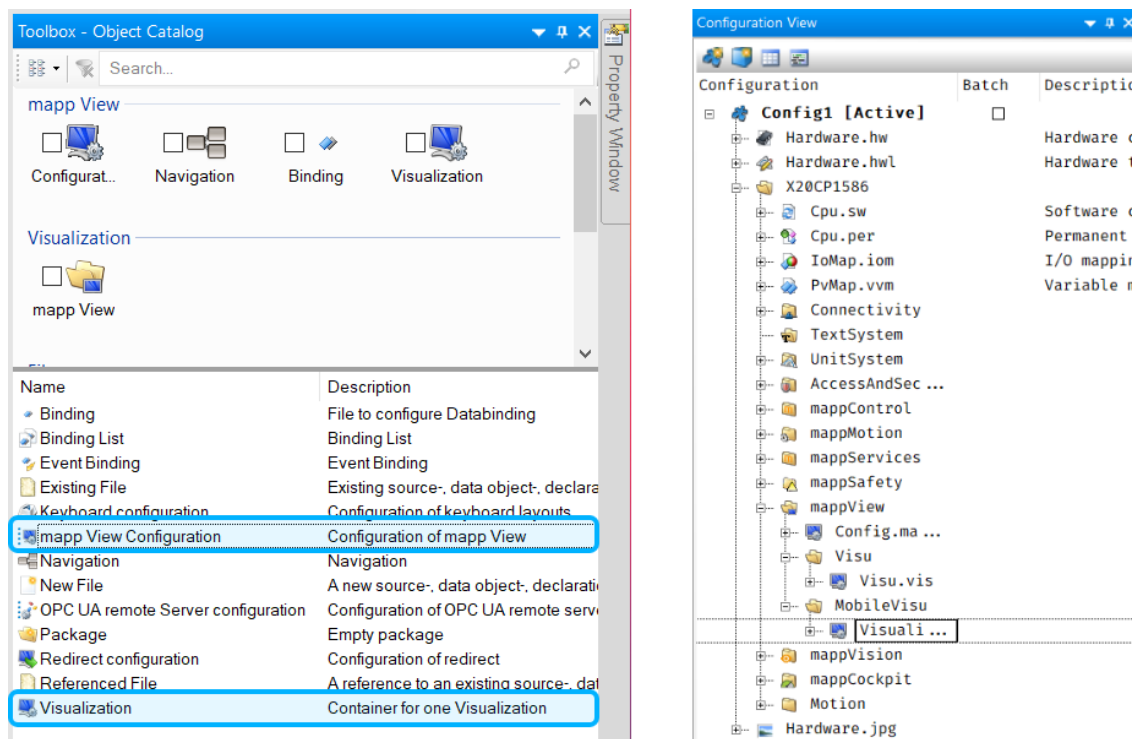 Toolbox - Object Catalog
Search...
mapp View
Configurat... Navigation Binding Visualization
Visualization
mapp View
Name Description
Binding File to configure Databinding
Binding List Binding List
Event Binding Event Binding
Existing File Existing source-, data object-, declara
Keyboard configuration Configuration of keyboard layouts
mapp View Configuration Configuration of mapp View
Navigation Navigation
New File A new source-, data object-, declarati
OPC UA remote Server configuration Configuration of OPC UA remote serv
Package Empty package
Redirect configuration Configuration of redirect
Referenced File A reference to an existing source-, dat
Visualization Container for one Visualization
Property Window
Configuration View
Configuration Batch Descriptio
Config1 [Active]
Hardware.hw Hardware c
Hardware.hwl Hardware t
X20CP1586
Cpu.sw Software c
Cpu.per Permanent
IoMap.iom I/O mappin
PvMap.vvm Variable m
Connectivity
TextSystem
UnitSystem
AccessAndSec ...
mappControl
mappMotion
mappServices
mappSafety
mappView
Config.ma ...
Visu
Visu.vis
MobileVisu
Visuali ...
mappVision
mappCockpit
Motion
Hardware.jpg